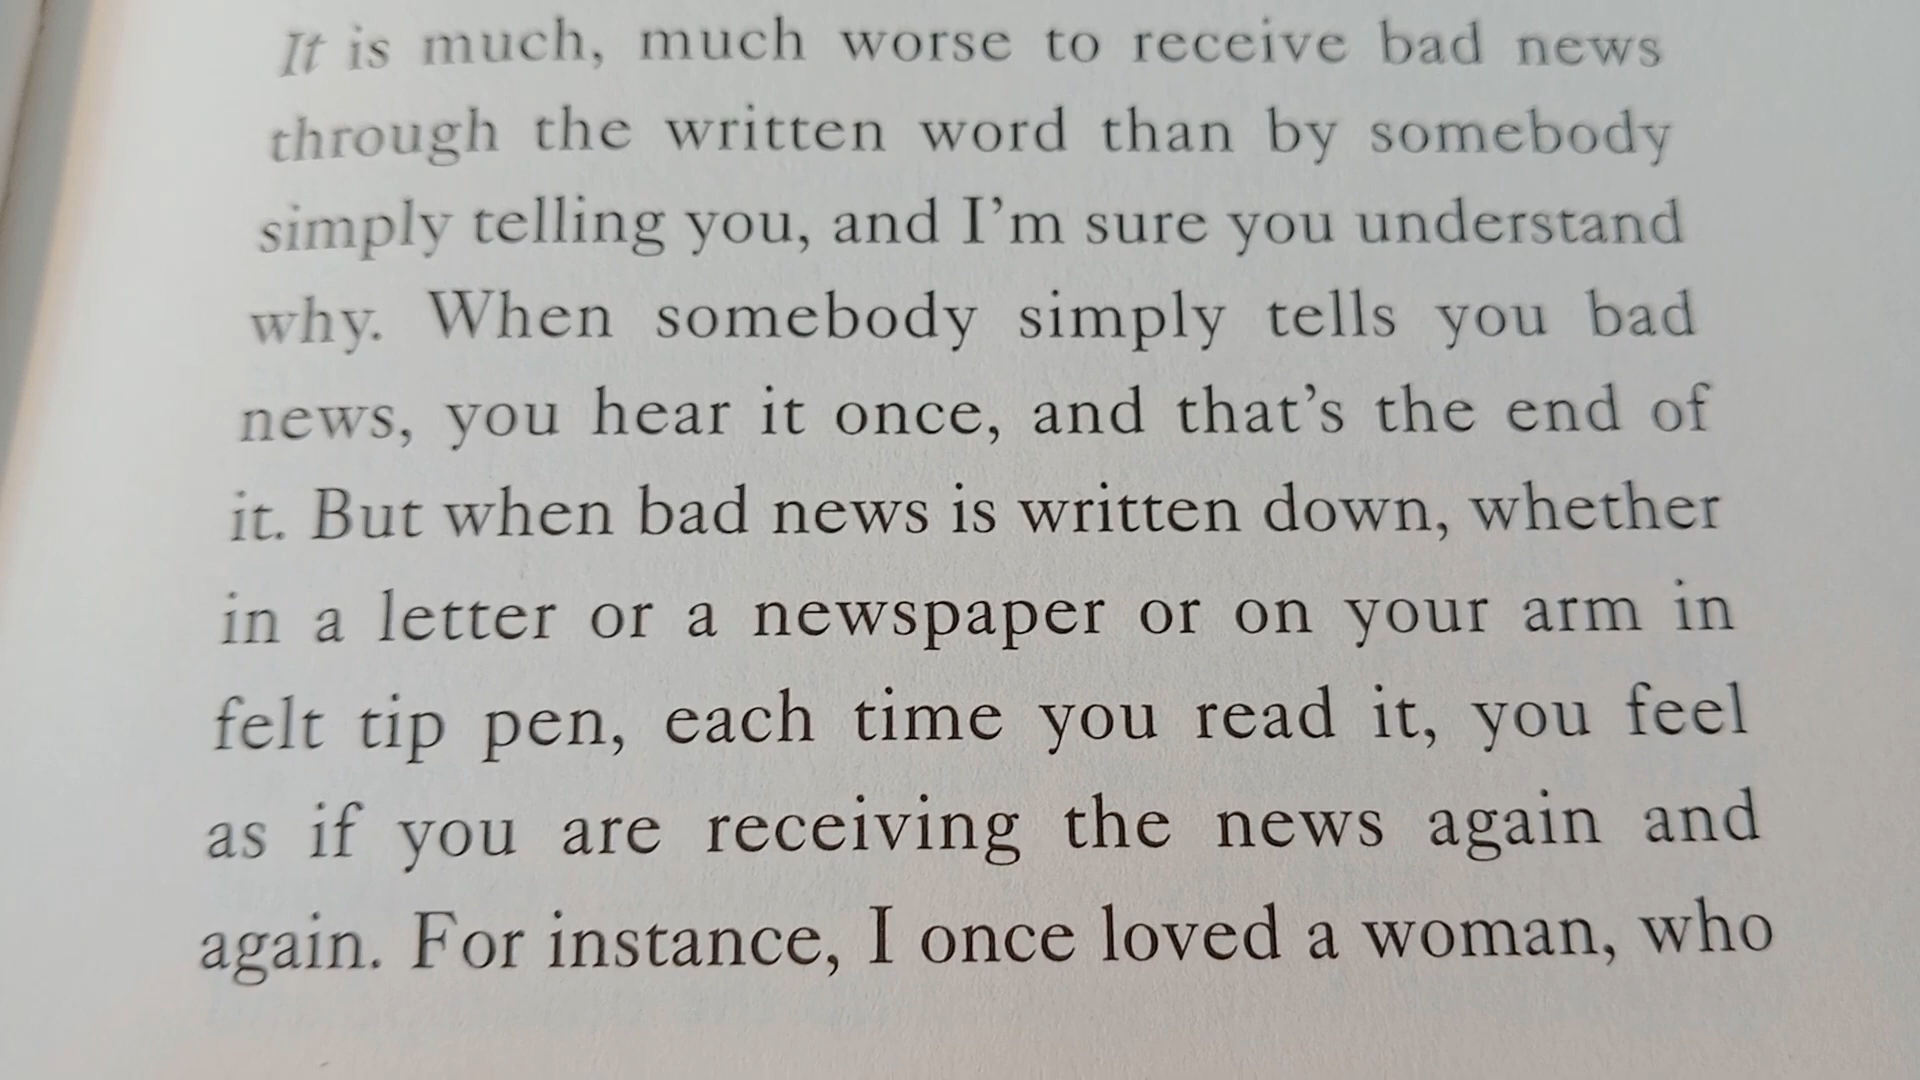 It is much, much worse to receive bad news
through the written word than by somebody
simply telling you, and I'm sure you understand
why. When somebody simply tells you bad
news, you hear it once, and that's the end of
it. But when bad news is written down, whether
in a letter or a newspaper or on your arm in
felt tip pen, each time you read it, you feel
as if you are receiving the news again and
again. For instance, I once loved a woman, who